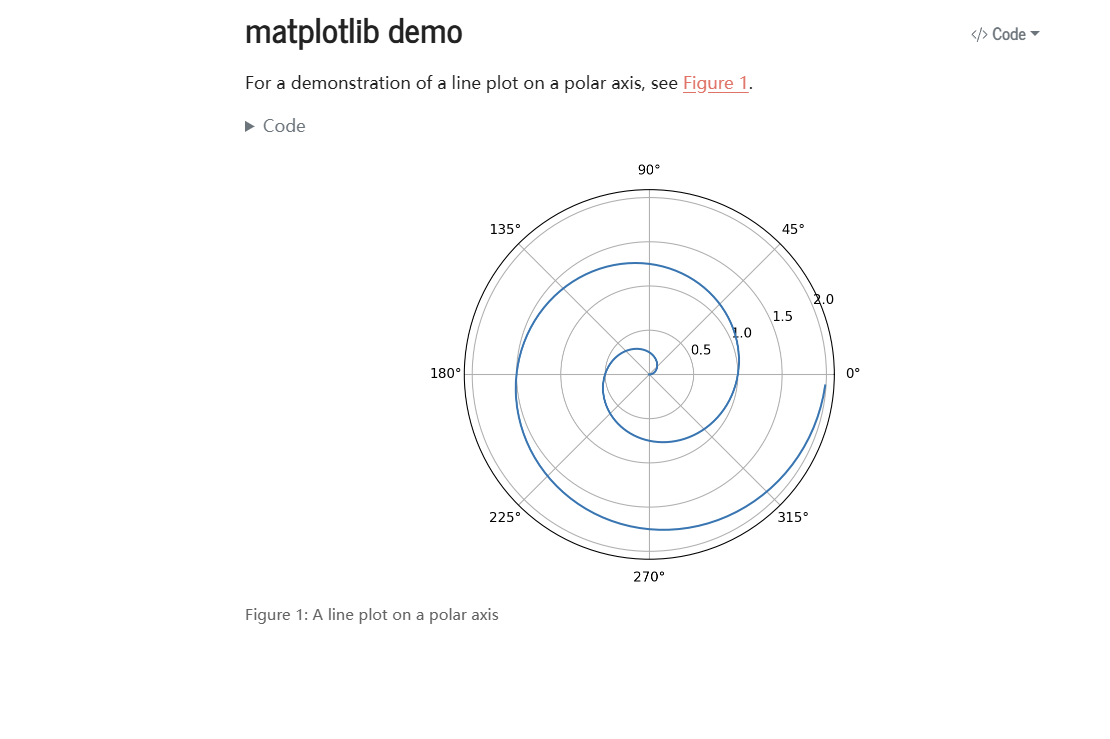 matplotlib demo
</> Code
For a demonstration of a line plot on a polar axis, see Figure 1.
Code
90°
135°
45°
2.0
1.5
1.0
0.5
180°
0°
225°
315°
270°
Figure 1: A line plot on a polar axis